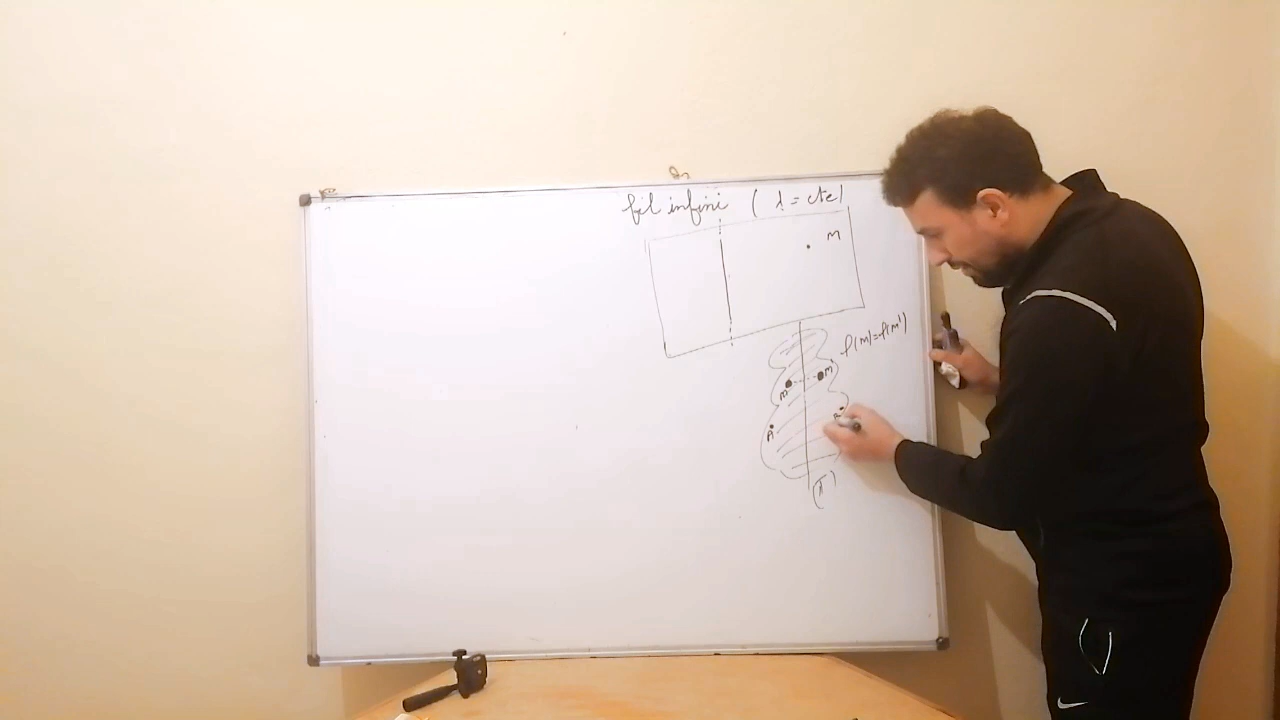 fil infini ( λ = cte)
M
ρ(M)=ρ(M')
M M'
A
(π)